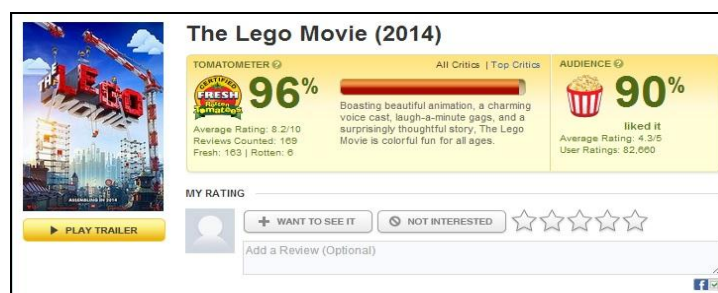 The Lego Movie (2014)
THE
LEGO
MOVIE
ASSEMBLING IN 2014
PLAY TRAILER
TOMATOMETER
All Critics | Top Critics
CERTIFIED
FRESH
Rotten
Tomatoes
96%
Average Rating: 8.2/10
Reviews Counted: 169
Fresh: 163 | Rotten: 6
Boasting beautiful animation, a charming
voice cast, laugh-a-minute gags, and a
surprisingly thoughtful story, The Lego
Movie is colorful fun for all ages.
AUDIENCE
90%
liked it
Average Rating: 4.3/5
User Ratings: 82,660
MY RATING
WANT TO SEE IT
NOT INTERESTED
Add a Review (Optional)